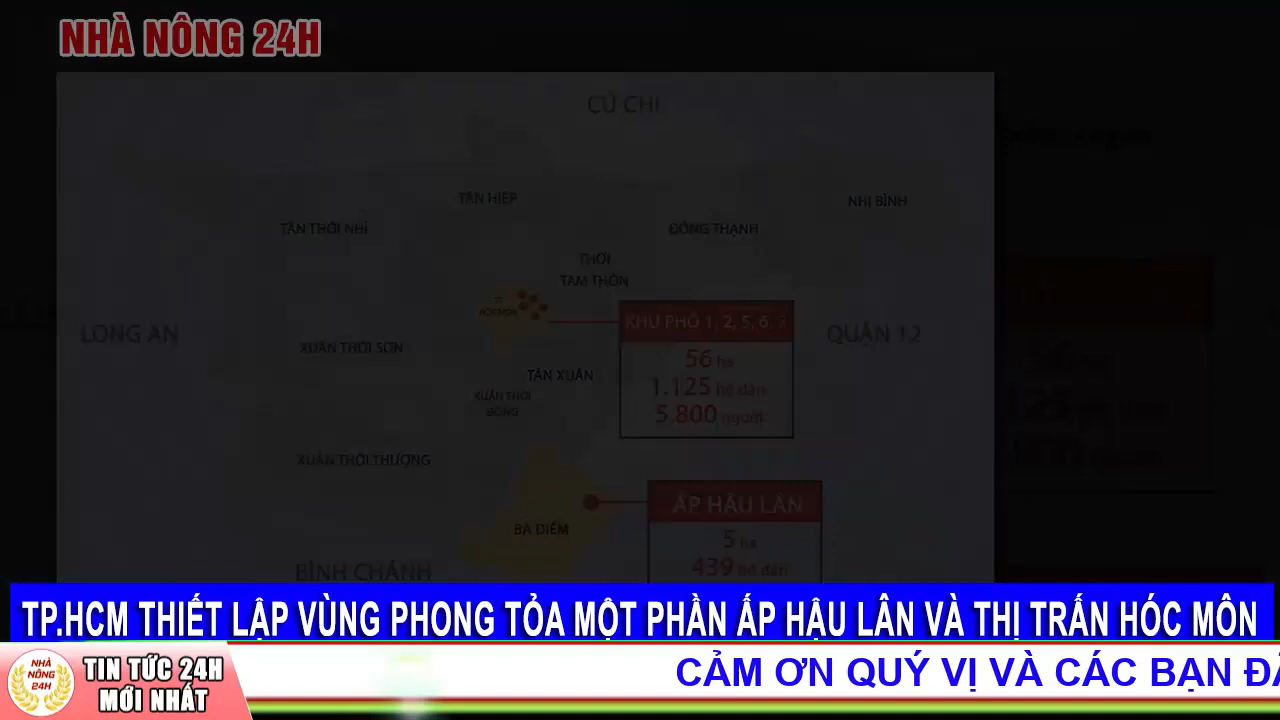 NHÀ NÔNG 24H
CỦ CHI
TÂN HIỆP
NHỊ BÌNH
TÂN THỚI NHÌ
ĐÔNG THẠNH
THỚI
TAM THÔN
TT
HÓC MÔN
KHU PHỐ 1, 2, 5, 6, 7
LONG AN
QUẬN 12
XUÂN THỚI SƠN
56 ha
TÂN XUÂN
1.125 hộ dân
XUÂN THỚI
ĐÔNG
5.800 người
XUÂN THỚI THƯỢNG
ẤP HẬU LÂN
BÀ ĐIỂM
5 ha
439 hộ dân
BÌNH CHÁNH
TP.HCM THIẾT LẬP VÙNG PHONG TỎA MỘT PHẦN ẤP HẬU LÂN VÀ THỊ TRẤN HÓC MÔN
NHÀ
NÔNG
24H
TIN TỨC 24H
MỚI NHẤT
CẢM ƠN QUÝ VỊ VÀ CÁC BẠN ĐÃ